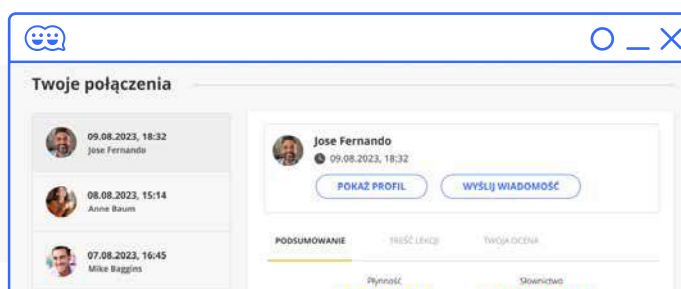 Twoje połączenia
09.08.2023, 18:32
Jose Fernando
08.08.2023, 15:14
Anne Baum
07.08.2023, 16:45
Mike Baggins
Jose Fernando
09.08.2023, 18:32
POKAŻ PROFIL
WYŚLIJ WIADOMOŚĆ
PODSUMOWANIE
TREŚĆ LEKCJI
TWOJA OCENA
Płynność
Słownictwo